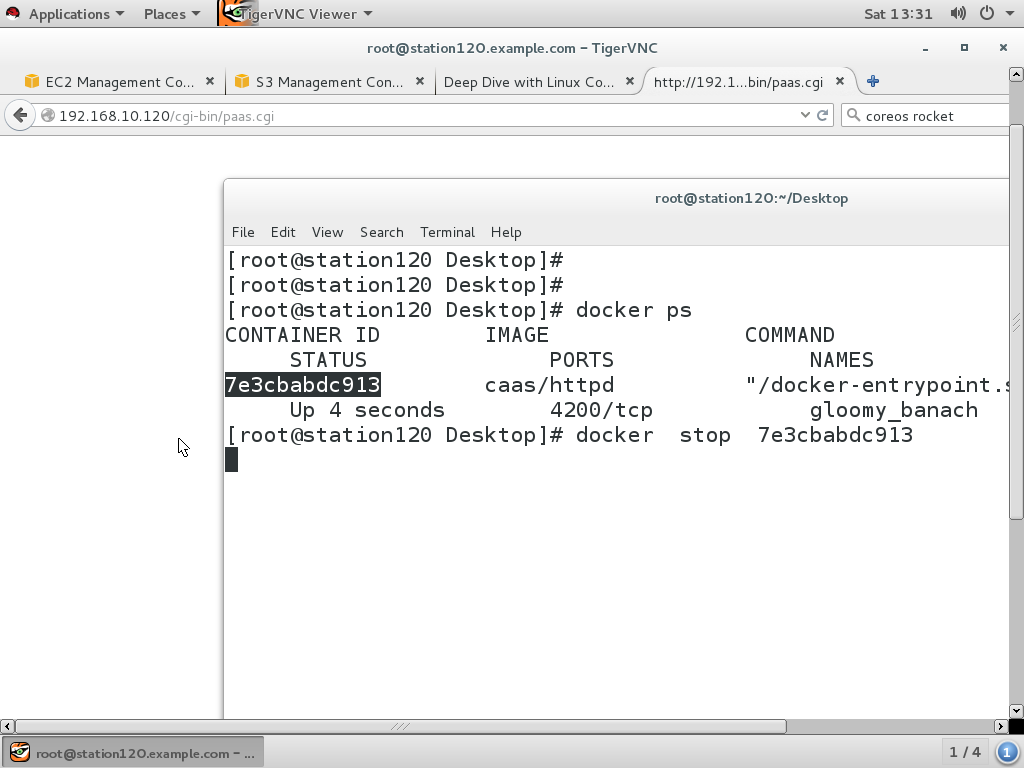 Applications Places TigerVNC Viewer Sat 13:31
root@station120.example.com – TigerVNC
EC2 Management Co... S3 Management Con... Deep Dive with Linux Co... http://192.1...bin/paas.cgi
192.168.10.120/cgi-bin/paas.cgi coreos rocket
root@station120:~/Desktop
File Edit View Search Terminal Help
[root@station120 Desktop]#
[root@station120 Desktop]#
[root@station120 Desktop]# docker ps
CONTAINER ID IMAGE COMMAND
STATUS PORTS NAMES
7e3cbabdc913 caas/httpd "/docker-entrypoint.s
Up 4 seconds 4200/tcp gloomy_banach
[root@station120 Desktop]# docker stop 7e3cbabdc913
root@station120.example.com – ... 1 / 4 1